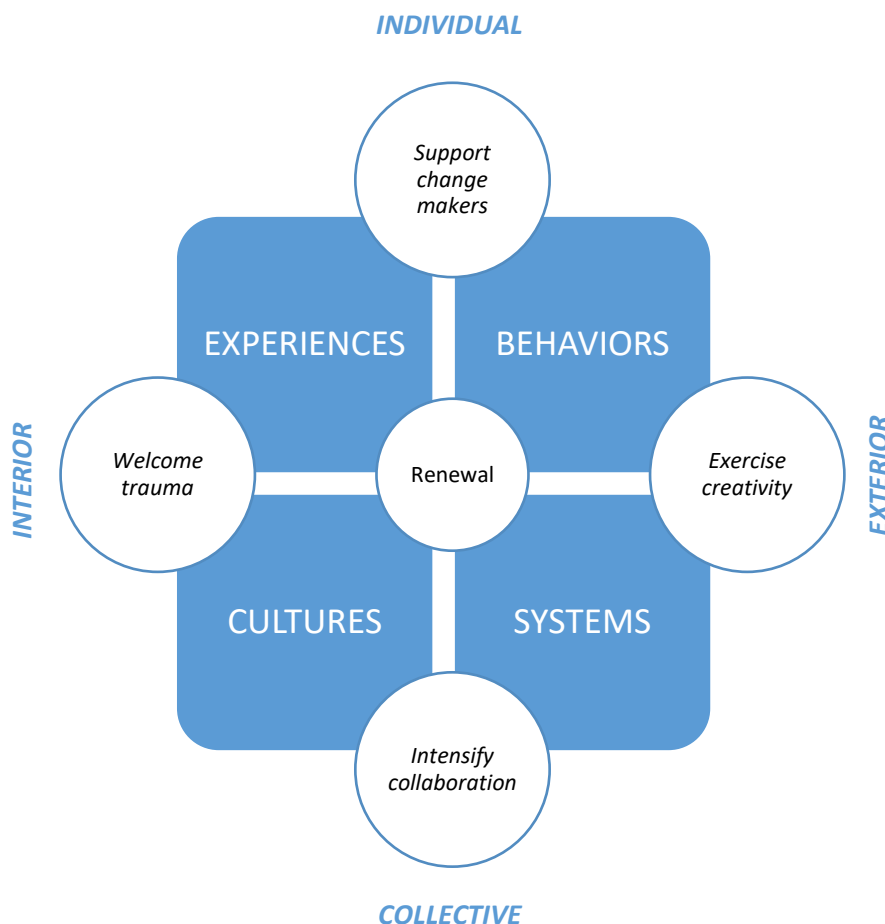 INDIVIDUAL
Support
change
makers
EXPERIENCES
BEHAVIORS
INTERIOR
Welcome
trauma
Renewal
Exercise
creativity
EXTERIOR
CULTURES
SYSTEMS
Intensify
collaboration
COLLECTIVE